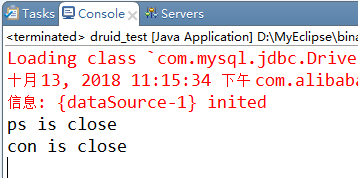 Tasks Console Servers
<terminated> druid_test [Java Application] D:\MyEclipse\bina
Loading class `com.mysql.jdbc.Drive
十月13, 2018 11:15:34 下午 com.alibaba
信息: {dataSource-1} inited
ps is close
con is close